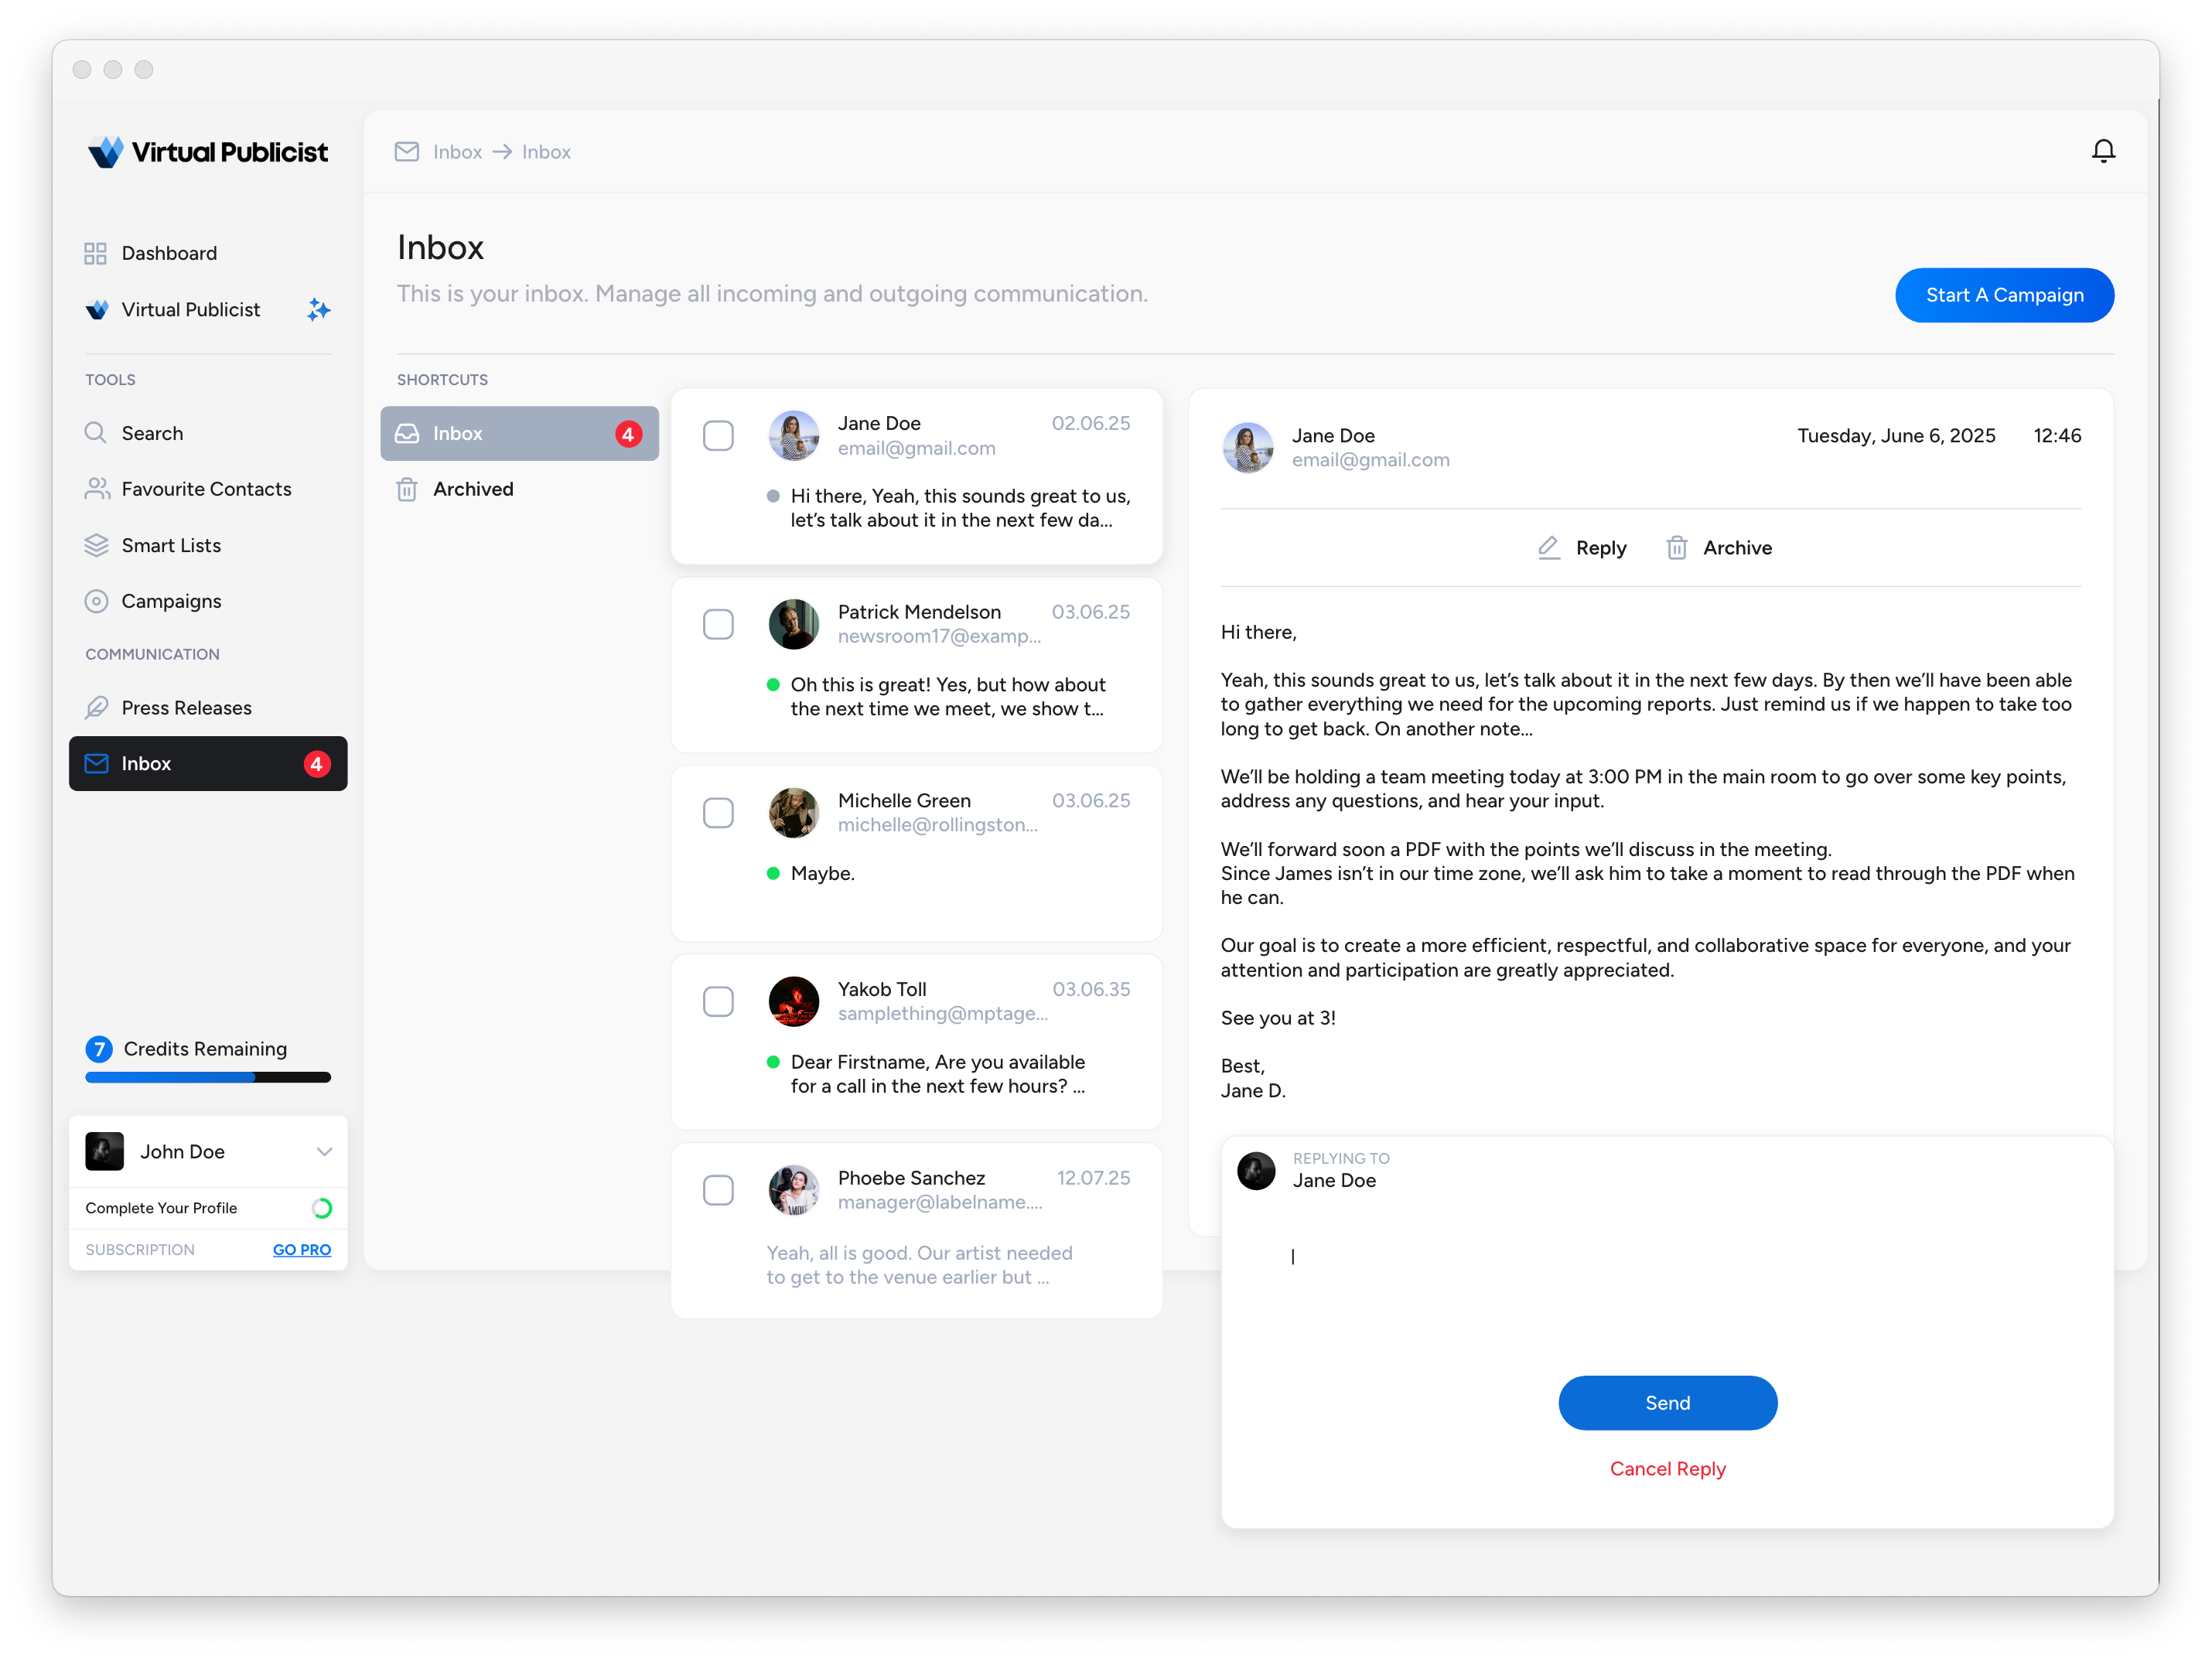 Virtual Publicist
Dashboard
Virtual Publicist
TOOLS
Search
Favourite Contacts
Smart Lists
Campaigns
COMMUNICATION
Press Releases
Inbox 4
7 Credits Remaining
John Doe
Complete Your Profile
SUBSCRIPTION GO PRO
Inbox → Inbox
Inbox
This is your inbox. Manage all incoming and outgoing communication.
Start A Campaign
SHORTCUTS
Inbox 4
Archived
Jane Doe 02.06.25
email@gmail.com
Hi there, Yeah, this sounds great to us,
let’s talk about it in the next few da...
Patrick Mendelson 03.06.25
newsroom17@examp...
Oh this is great! Yes, but how about
the next time we meet, we show t...
Michelle Green 03.06.25
michelle@rollingston...
Maybe.
Yakob Toll 03.06.35
samplething@mptage...
Dear Firstname, Are you available
for a call in the next few hours? ...
Phoebe Sanchez 12.07.25
manager@labelname....
Yeah, all is good. Our artist needed
to get to the venue earlier but ...
Jane Doe Tuesday, June 6, 2025 12:46
email@gmail.com
Reply Archive
Hi there,
Yeah, this sounds great to us, let’s talk about it in the next few days. By then we’ll have been able
to gather everything we need for the upcoming reports. Just remind us if we happen to take too
long to get back. On another note...
We’ll be holding a team meeting today at 3:00 PM in the main room to go over some key points,
address any questions, and hear your input.
We’ll forward soon a PDF with the points we’ll discuss in the meeting.
Since James isn’t in our time zone, we’ll ask him to take a moment to read through the PDF when
he can.
Our goal is to create a more efficient, respectful, and collaborative space for everyone, and your
attention and participation are greatly appreciated.
See you at 3!
Best,
Jane D.
REPLYING TO
Jane Doe
Send
Cancel Reply